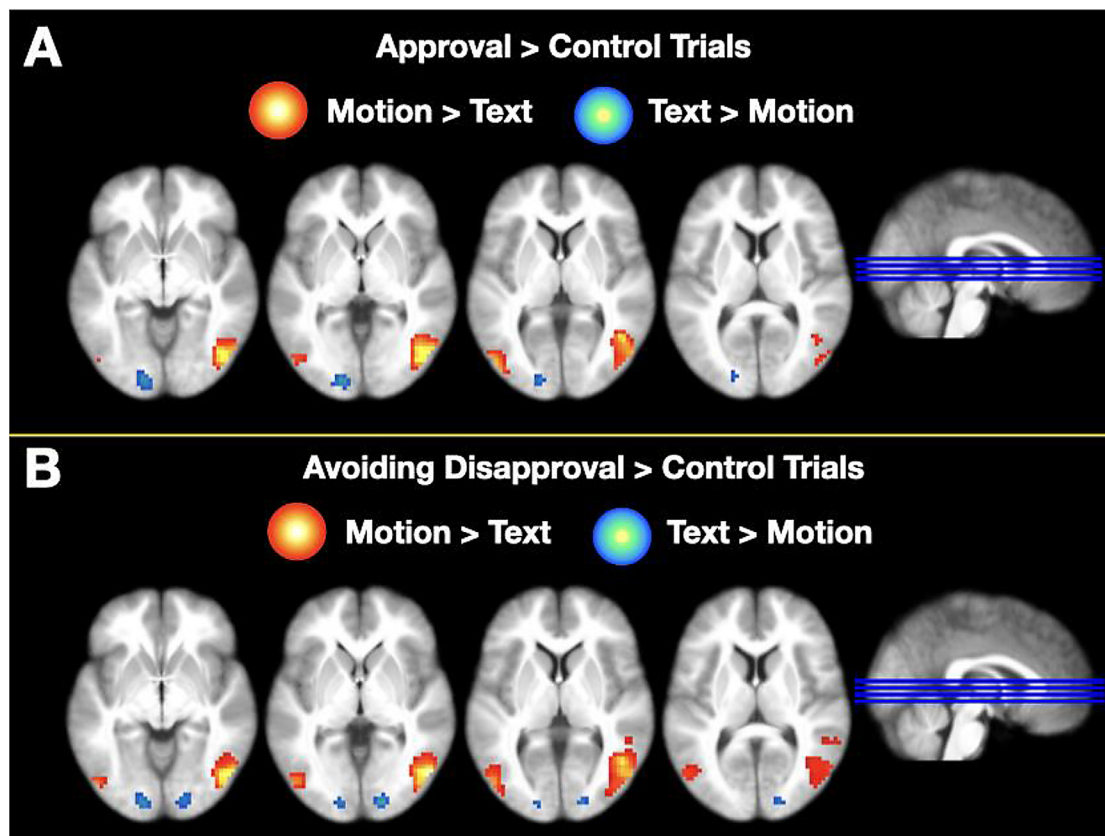 A
Approval > Control Trials
Motion > Text
Text > Motion
B
Avoiding Disapproval > Control Trials
Motion > Text
Text > Motion